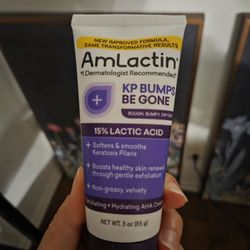 NEW IMPROVED FORMULA,
SAME TRANSFORMATIVE RESULTS
AmLactin®
#1 Dermatologist Recommended
KP BUMPS
BE GONE
ROUGH, BUMPY, DRY
15% LACTIC ACID
+ Softens & smooths
Keratosis Pilaris
+ Boosts healthy skin renewal
through gentle exfoliation
+ Non-greasy, velvety
Exfoliating + Hydrating AHA Cream
NET WT. 3 oz (85 g)